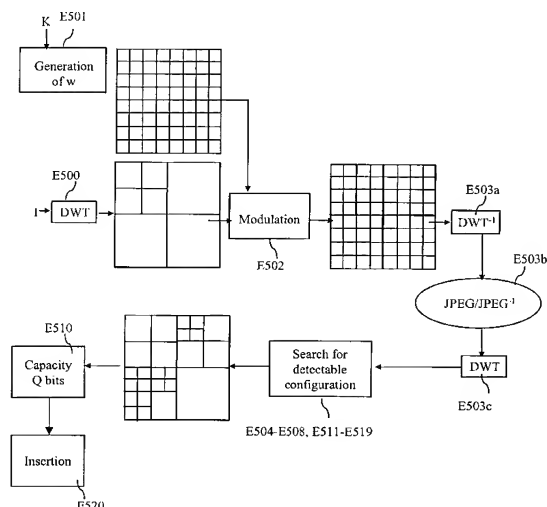 K
E501
Generation
of w
E500
I
DWT
Modulation
E502
E503a
DWT-1
E503b
JPEG/JPEG-1
DWT
E503c
Search for
detectable
configuration
E504-E508, E511-E519
E510
Capacity
Q bits
Insertion
E520